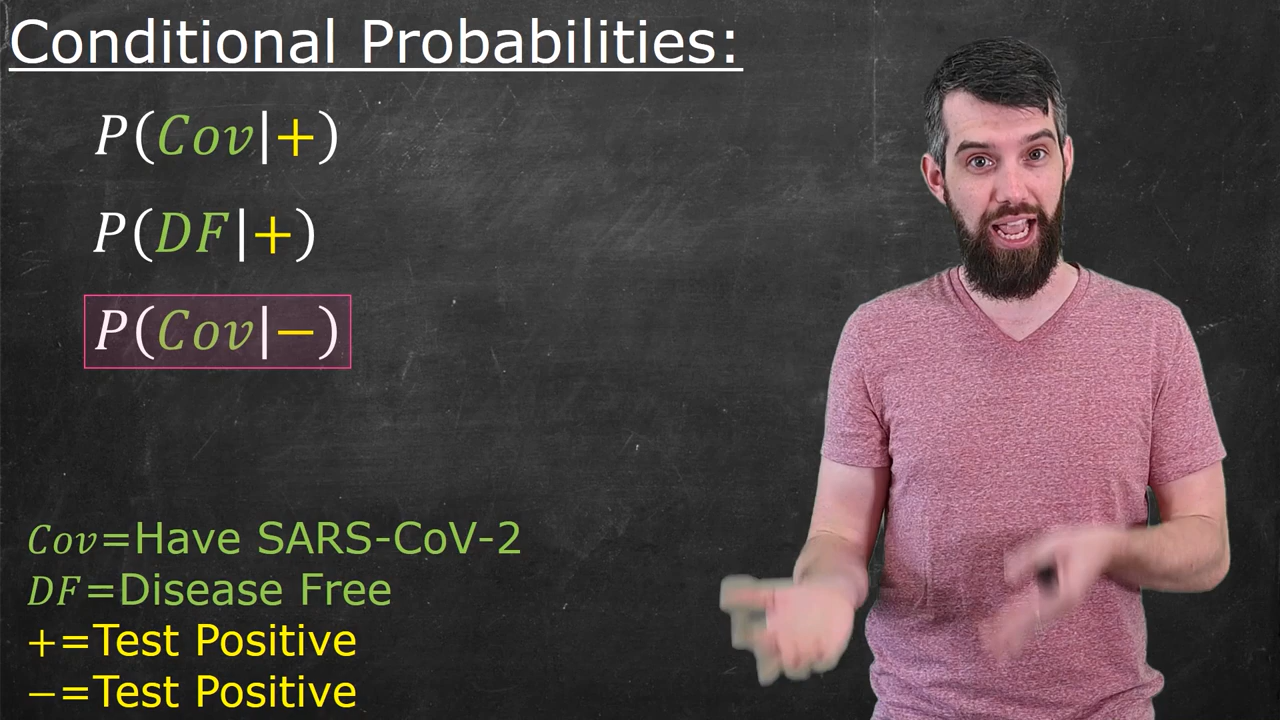 Conditional Probabilities:
P(Cov|+)
P(DF|+)
P(Cov|−)
Cov=Have SARS-CoV-2
DF=Disease Free
+=Test Positive
−=Test Positive